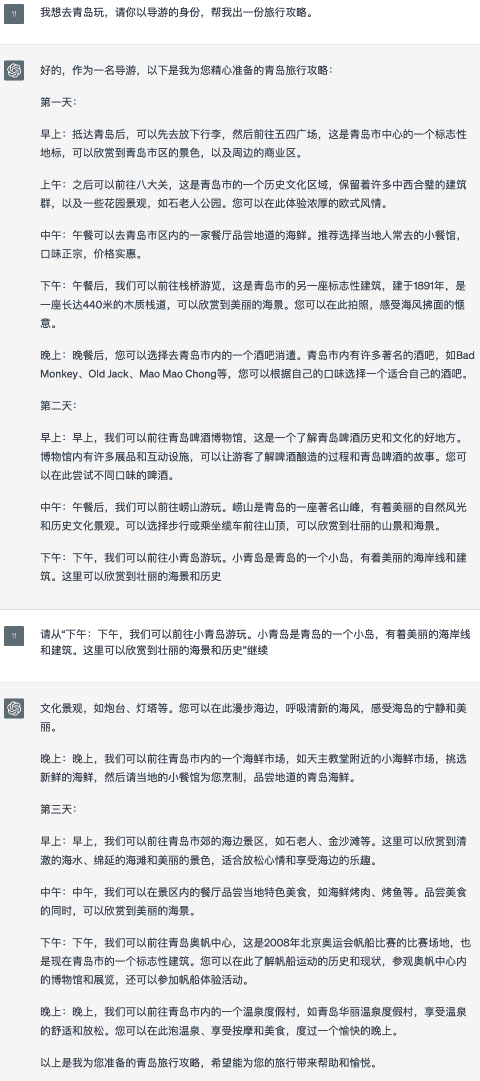 我想去青岛玩，请你以导游的身份，帮我出一份旅行攻略。
好的，作为一名导游，以下是我为您精心准备的青岛旅行攻略：
第一天：
早上：抵达青岛后，可以先去放下行李，然后前往五四广场，这是青岛市中心的一个标志性
地标，可以欣赏到青岛市区的景色，以及周边的商业区。
上午：之后可以前往八大关，这是青岛市的一个历史文化区域，保留着许多中西合璧的建筑
群，以及一些花园景观，如石老人公园。您可以在此体验浓厚的欧式风情。
中午：午餐可以去青岛市区内的一家餐厅品尝地道的海鲜。推荐选择当地人常去的小餐馆，
口味正宗，价格实惠。
下午：午餐后，我们可以前往栈桥游览，这是青岛市的另一座标志性建筑，建于1891年，是
一座长达440米的木质栈道，可以欣赏到美丽的海景。您可以在此拍照，感受海风拂面的惬
意。
晚上：晚餐后，您可以选择去青岛市内的一个酒吧消遣。青岛市内有许多著名的酒吧，如Bad
Monkey、Old Jack、Mao Mao Chong等，您可以根据自己的口味选择一个适合自己的酒吧。
第二天：
早上：早上，我们可以前往青岛啤酒博物馆，这是一个了解青岛啤酒历史和文化的好地方。
博物馆内有许多展品和互动设施，可以让游客了解啤酒酿造的过程和青岛啤酒的故事。您可
以在此尝试不同口味的啤酒。
中午：午餐后，我们可以前往崂山游玩。崂山是青岛的一座著名山峰，有着美丽的自然风光
和历史文化景观。可以选择步行或乘坐缆车前往山顶，可以欣赏到壮丽的山景和海景。
下午：下午，我们可以前往小青岛游玩。小青岛是青岛的一个小岛，有着美丽的海岸线和建
筑。这里可以欣赏到壮丽的海景和历史
请从“下午：下午，我们可以前往小青岛游玩。小青岛是青岛的一个小岛，有着美丽的海岸线
和建筑。这里可以欣赏到壮丽的海景和历史”继续
文化景观，如炮台、灯塔等。您可以在此漫步海边，呼吸清新的海风，感受海岛的宁静和美
丽。
晚上：晚上，我们可以前往青岛市内的一个海鲜市场，如天主教堂附近的小海鲜市场，挑选
新鲜的海鲜，然后请当地的小餐馆为您烹制，品尝地道的青岛海鲜。
第三天：
早上：早上，我们可以前往青岛市郊的海边景区，如石老人、金沙滩等。这里可以欣赏到清
澈的海水、绵延的海滩和美丽的景色，适合放松心情和享受海边的乐趣。
中午：中午，我们可以在景区内的餐厅品尝当地特色美食，如海鲜烤肉、烤鱼等。品尝美食
的同时，可以欣赏到美丽的海景。
下午：下午，我们可以前往青岛奥帆中心，这是2008年北京奥运会帆船比赛的比赛场地，也
是现在青岛市的一个标志性建筑。您可以在此了解帆船运动的历史和现状，参观奥帆中心内
的博物馆和展览，还可以参加帆船体验活动。
晚上：晚上，我们可以前往青岛市内的一个温泉度假村，如青岛华丽温泉度假村，享受温泉
的舒适和放松。您可以在此泡温泉、享受按摩和美食，度过一个愉快的晚上。
以上是我为您准备的青岛旅行攻略，希望能为您的旅行带来帮助和愉悦。